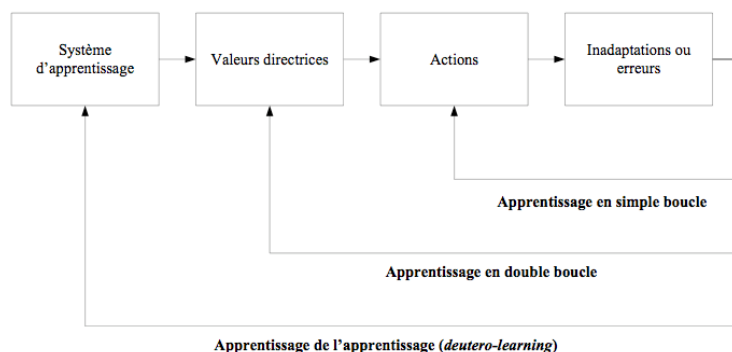 Système
d'apprentissage
Valeurs directrices
Actions
Inadaptations ou
erreurs
Apprentissage en simple boucle
Apprentissage en double boucle
Apprentissage de l'apprentissage (deutero-learning)